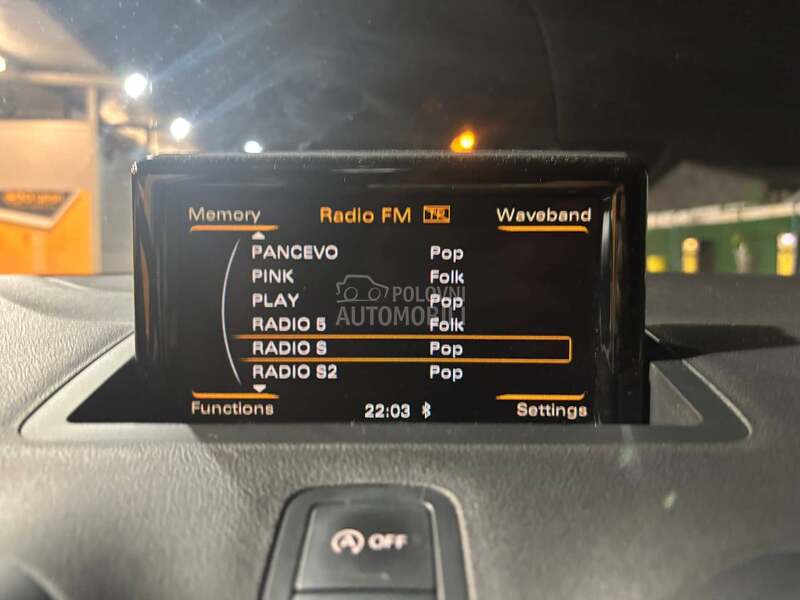 Memory Radio FM TP Waveband
PANCEVO Pop
PINK Folk
PLAY Pop
RADIO 5 Folk
RADIO S Pop
RADIO S2 Pop
Functions 22:03 Settings
POLOVNI
AUTOMOBILI
A OFF